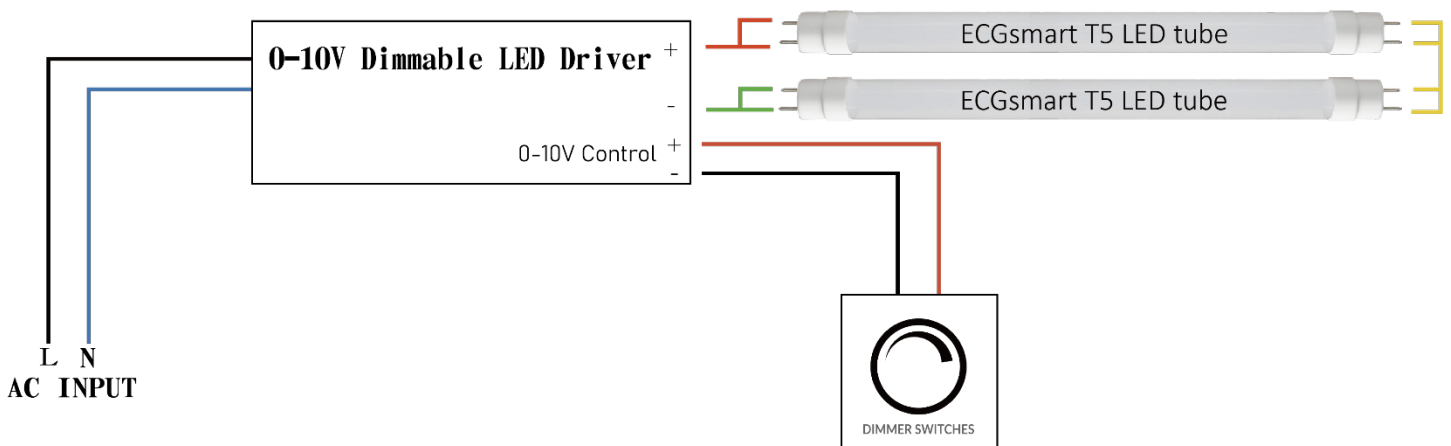 ECGsmart T5 LED tube
0-10V Dimmable LED Driver +
-
ECGsmart T5 LED tube
0-10V Control +
-
L N
AC INPUT
DIMMER SWITCHES